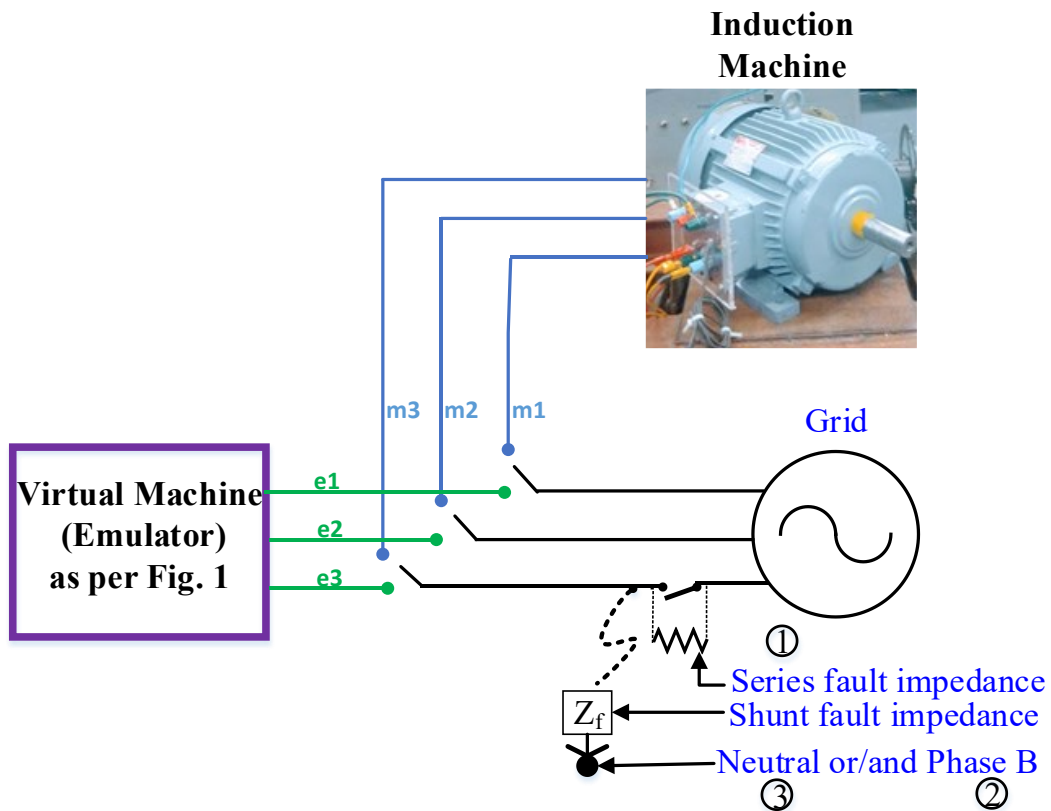 Induction
Machine
m3
m2
m1
Grid
Virtual Machine
(Emulator)
as per Fig. 1
e1
e2
e3
①
Series fault impedance
Zf
Shunt fault impedance
Neutral or/and Phase B
③
②